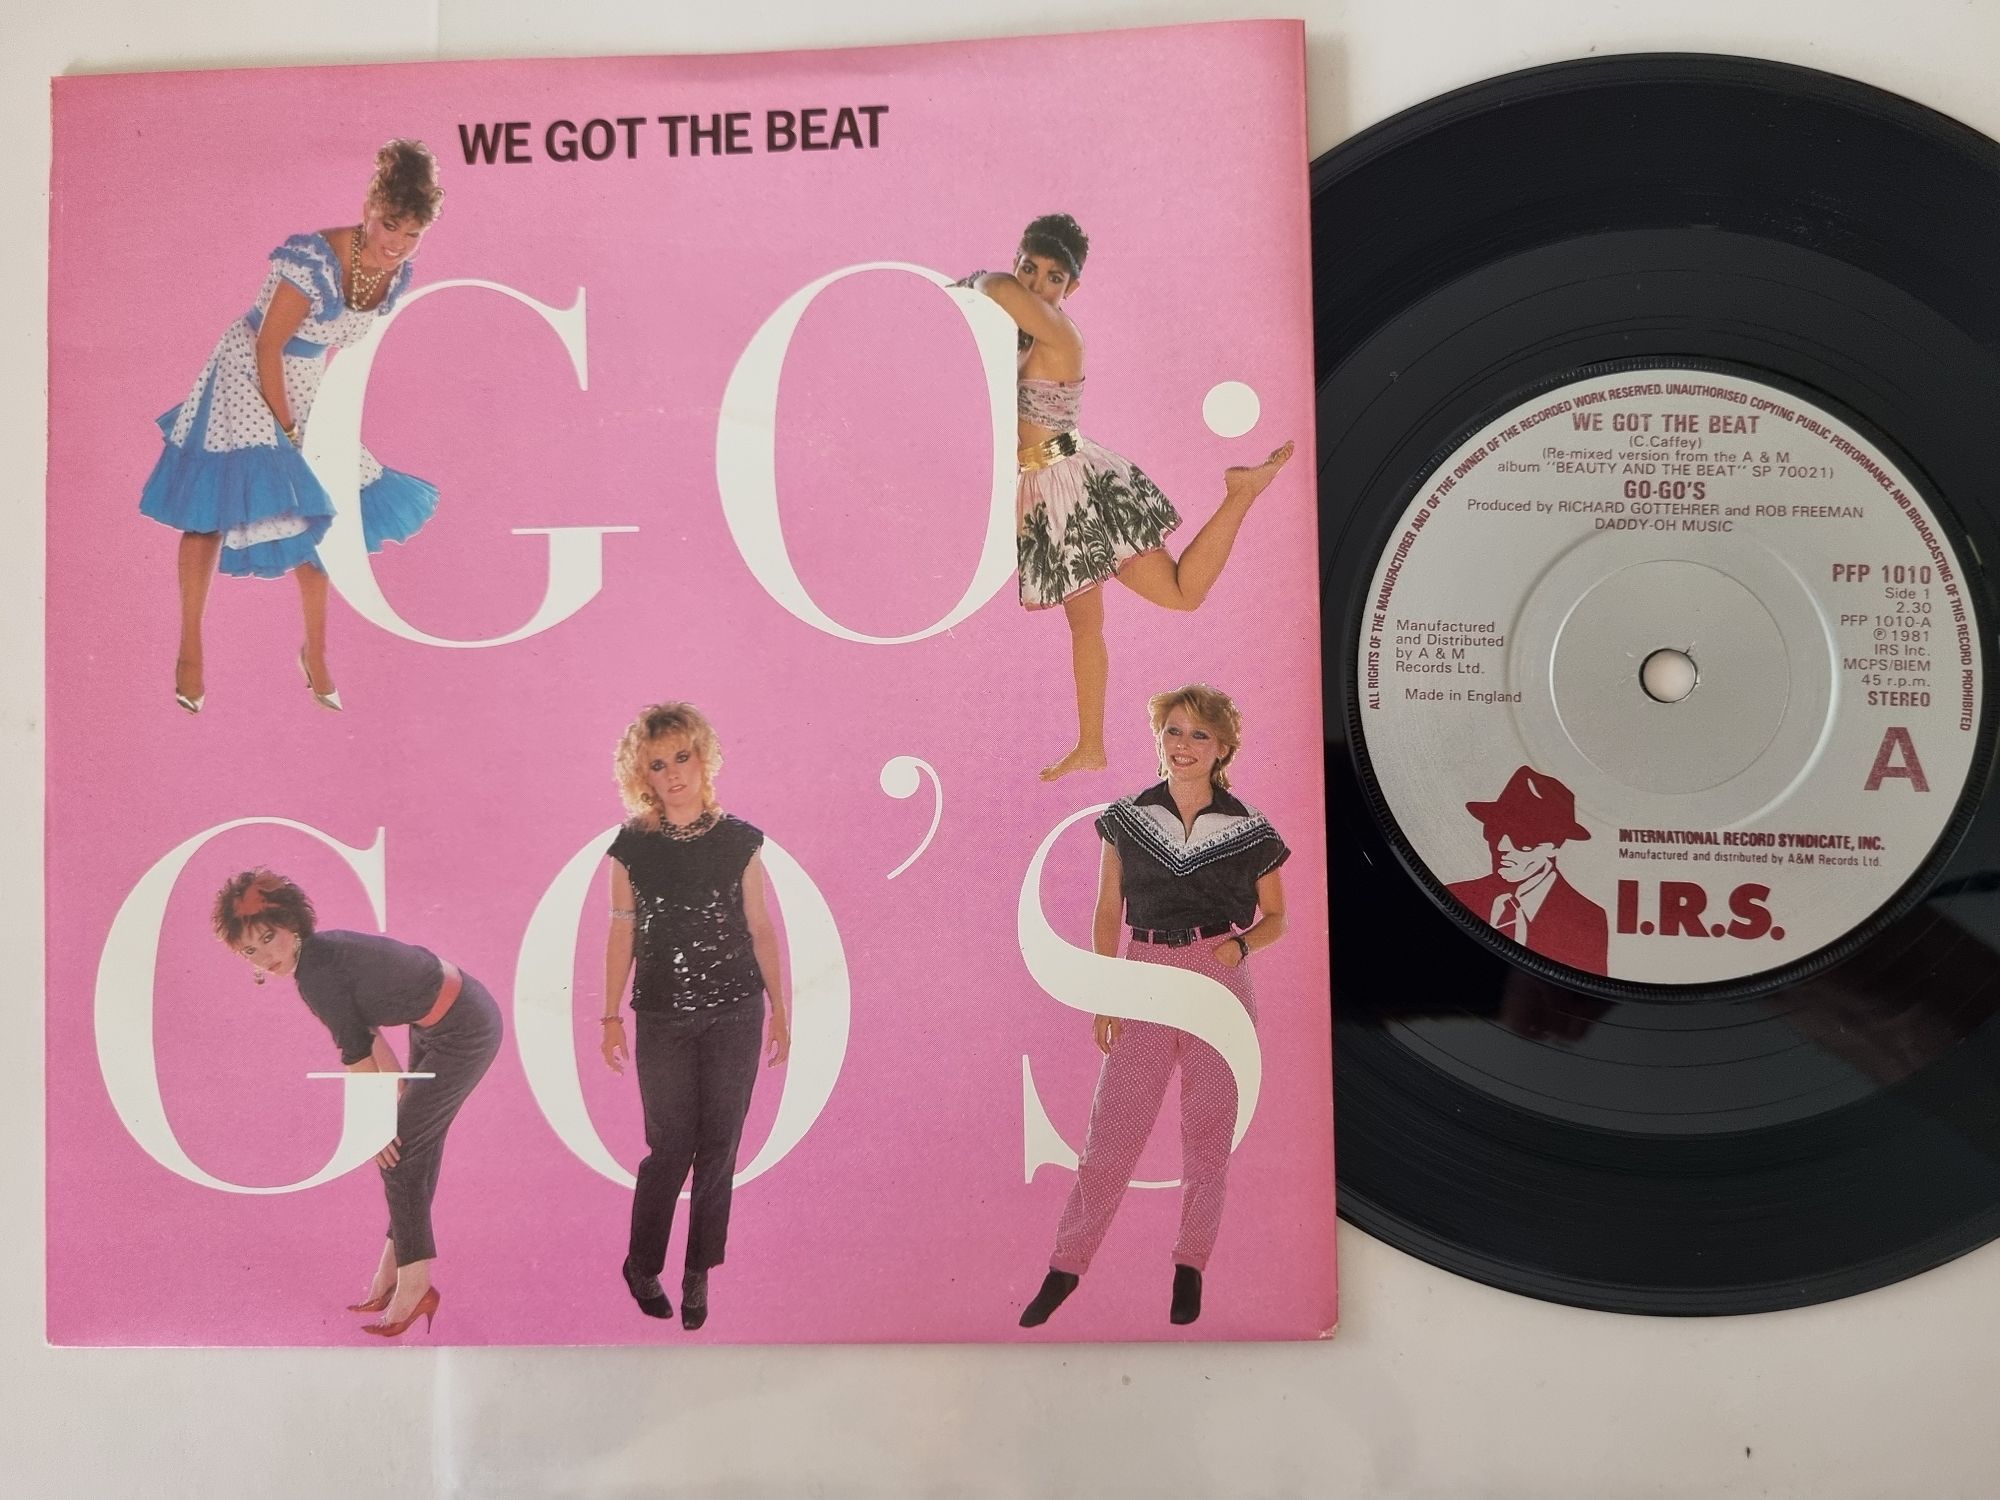 WE GOT THE BEAT
GO·
GO'S
ALL RIGHTS OF THE MANUFACTURER AND OF THE OWNER OF THE RECORDED WORK RESERVED. UNAUTHORISED COPYING PUBLIC PERFORMANCE AND BROADCASTING OF THIS RECORD PROHIBITED
WE GOT THE BEAT
(C.Caffey)
(Re-mixed version from the A & M
album "BEAUTY AND THE BEAT" SP 70021)
GO-GO'S
Produced by RICHARD GOTTEHRER and ROB FREEMAN
DADDY-OH MUSIC
PFP 1010
Side 1
2.30
PFP 1010-A
℗ 1981
IRS Inc.
MCPS/BIEM
45 r.p.m.
STEREO
A
Manufactured
and Distributed
by A & M
Records Ltd.
Made in England
INTERNATIONAL RECORD SYNDICATE, INC.
Manufactured and distributed by A&M Records Ltd.
I.R.S.